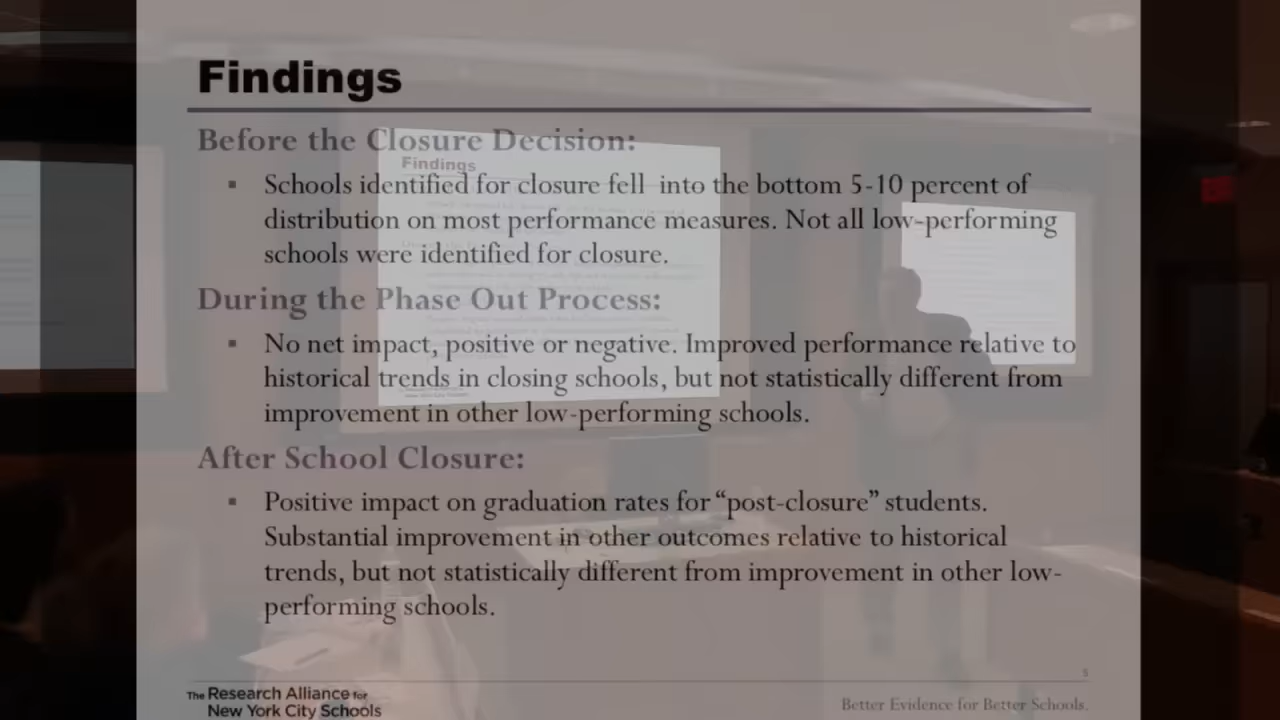 Findings
Before the Closure Decision:
▪ Schools identified for closure fell into the bottom 5-10 percent of
distribution on most performance measures. Not all low-performing
schools were identified for closure.
Findings
During the Phase Out Process:
▪ No net impact, positive or negative. Improved performance relative to
historical trends in closing schools, but not statistically different from
improvement in other low-performing schools.
After School Closure:
▪ Positive impact on graduation rates for “post-closure” students.
Substantial improvement in other outcomes relative to historical
trends, but not statistically different from improvement in other low-
performing schools.
5
The Research Alliance for
New York City Schools
Better Evidence for Better Schools.